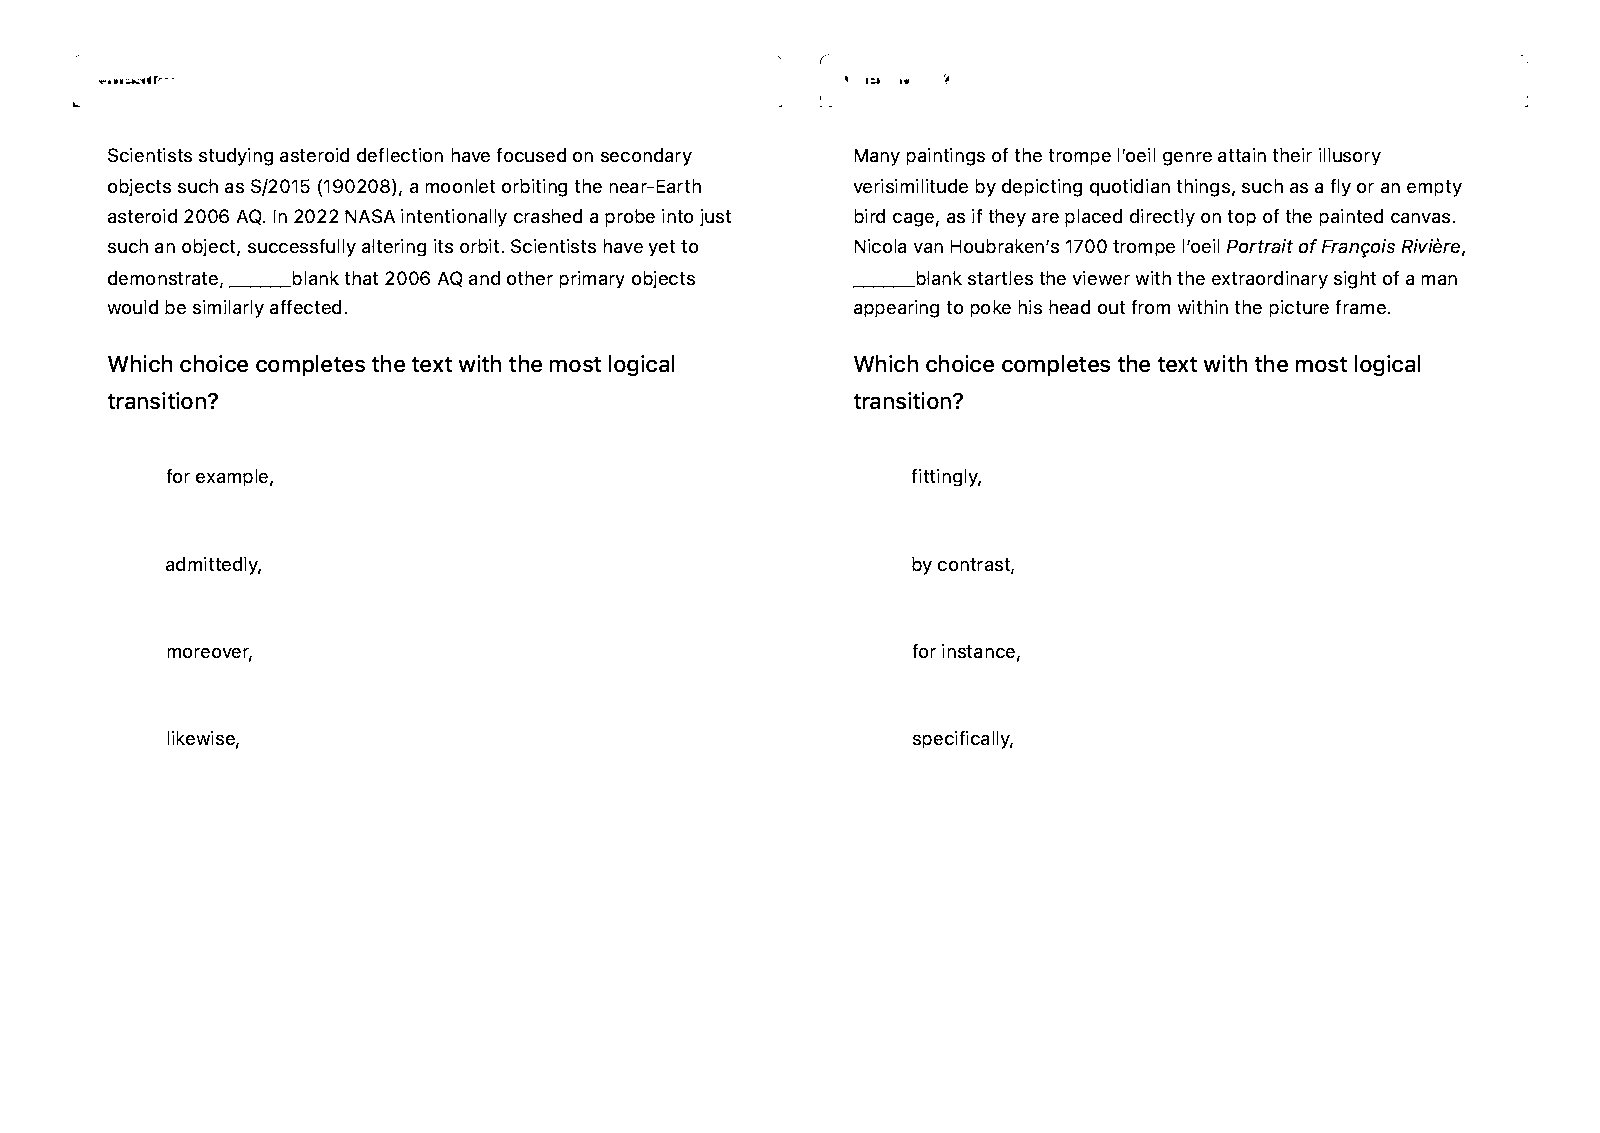 Scientists studying asteroid deflection have focused on secondary
objects such as S/2015 (190208), a moonlet orbiting the near-Earth
asteroid 2006 AQ. In 2022 NASA intentionally crashed a probe into just
such an object, successfully altering its orbit. Scientists have yet to
demonstrate, ______blank that 2006 AQ and other primary objects
would be similarly affected.
Which choice completes the text with the most logical
transition?
for example,
admittedly,
moreover,
likewise,
Many paintings of the trompe l’oeil genre attain their illusory
verisimilitude by depicting quotidian things, such as a fly or an empty
bird cage, as if they are placed directly on top of the painted canvas.
Nicola van Houbraken’s 1700 trompe l’oeil Portrait of François Rivière,
______blank startles the viewer with the extraordinary sight of a man
appearing to poke his head out from within the picture frame.
Which choice completes the text with the most logical
transition?
fittingly,
by contrast,
for instance,
specifically,